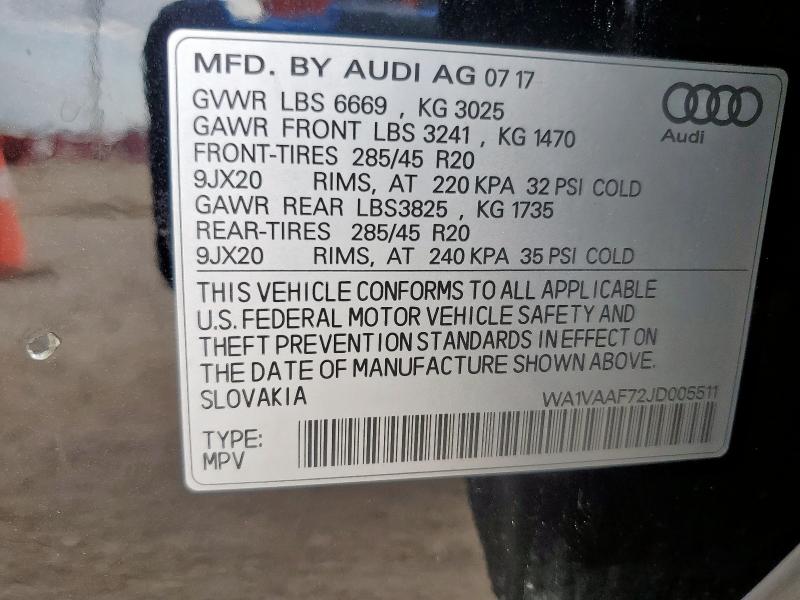 MFD. BY AUDI AG 07 17
GVWR LBS 6669 , KG 3025
GAWR FRONT LBS 3241 , KG 1470
FRONT-TIRES 285/45 R20
9JX20 RIMS, AT 220 KPA 32 PSI COLD
GAWR REAR LBS3825 , KG 1735
REAR-TIRES 285/45 R20
9JX20 RIMS, AT 240 KPA 35 PSI COLD
Audi
THIS VEHICLE CONFORMS TO ALL APPLICABLE
U.S. FEDERAL MOTOR VEHICLE SAFETY AND
THEFT PREVENTION STANDARDS IN EFFECT ON
THE DATE OF MANUFACTURE SHOWN ABOVE.
SLOVAKIA WA1VAAF72JD005511
TYPE:
MPV